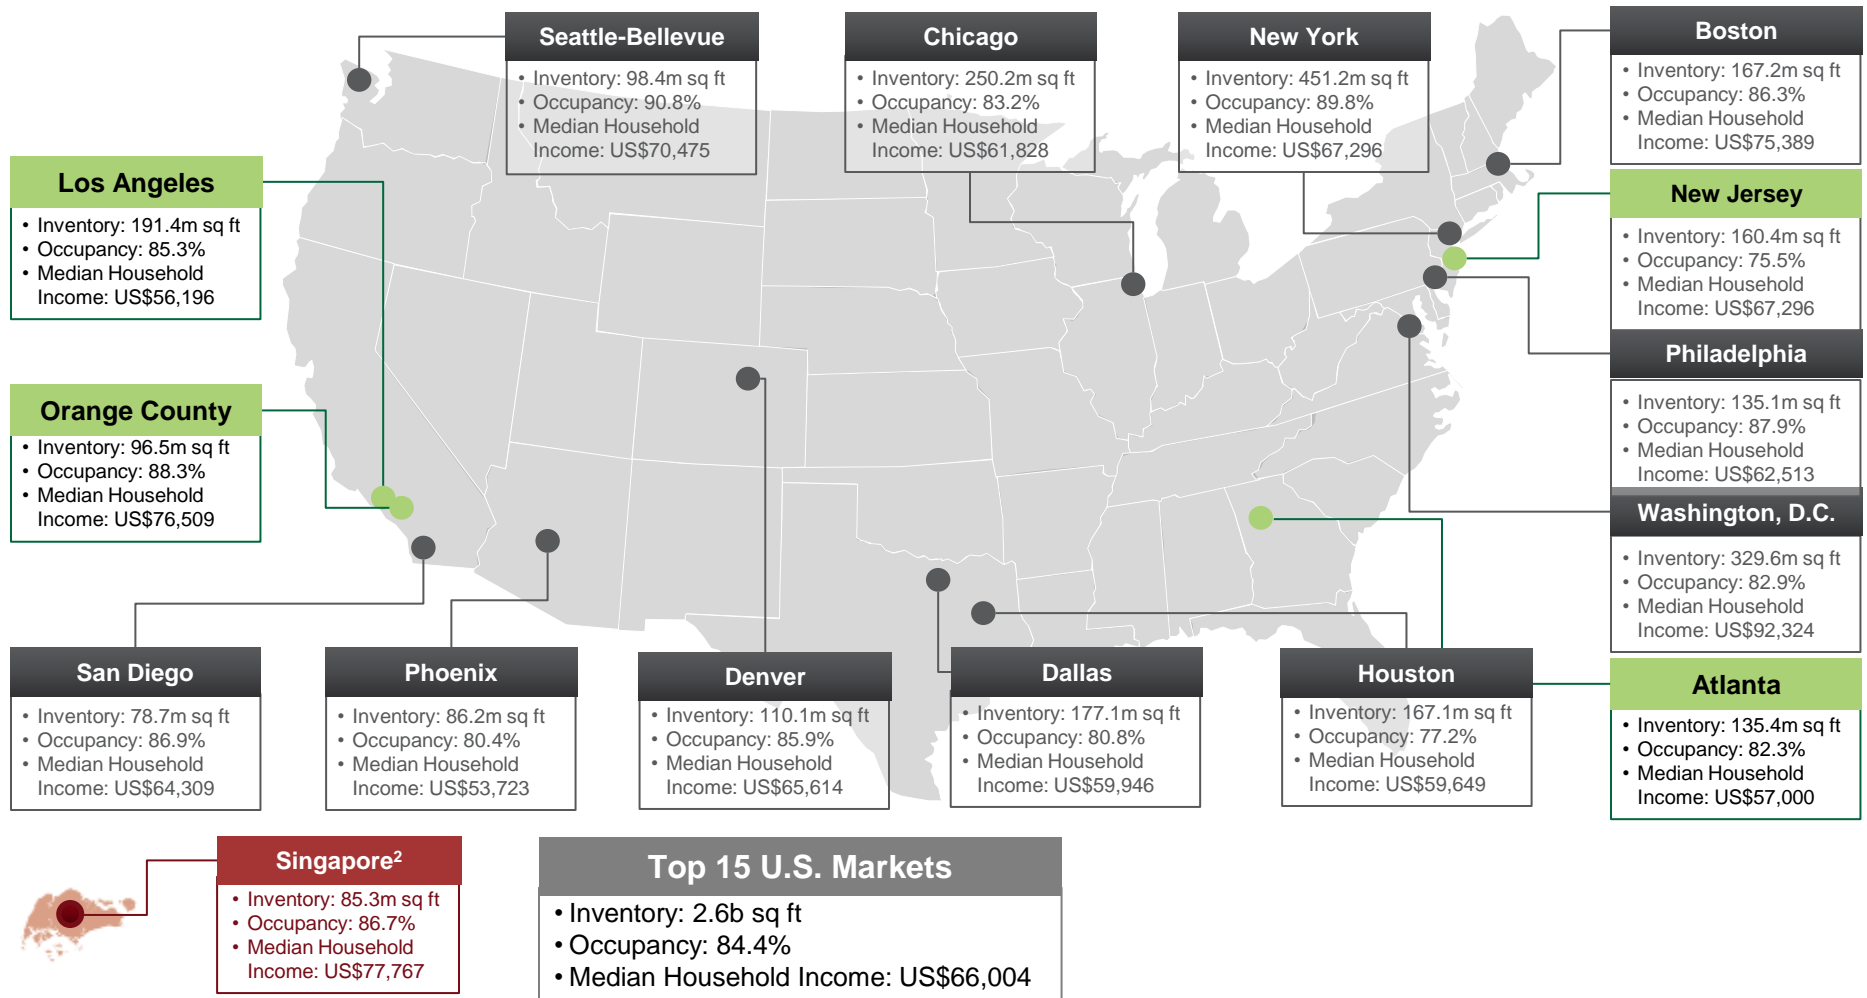 Seattle-Bellevue
• Inventory: 98.4m sq ft
• Occupancy: 90.8%
• Median Household
Income: US$70,475
Chicago
• Inventory: 250.2m sq ft
• Occupancy: 83.2%
• Median Household
Income: US$61,828
New York
• Inventory: 451.2m sq ft
• Occupancy: 89.8%
• Median Household
Income: US$67,296
Boston
• Inventory: 167.2m sq ft
• Occupancy: 86.3%
• Median Household
Income: US$75,389
Los Angeles
• Inventory: 191.4m sq ft
• Occupancy: 85.3%
• Median Household
Income: US$56,196
New Jersey
• Inventory: 160.4m sq ft
• Occupancy: 75.5%
• Median Household
Income: US$67,296
Orange County
• Inventory: 96.5m sq ft
• Occupancy: 88.3%
• Median Household
Income: US$76,509
Philadelphia
• Inventory: 135.1m sq ft
• Occupancy: 87.9%
• Median Household
Income: US$62,513
Washington, D.C.
• Inventory: 329.6m sq ft
• Occupancy: 82.9%
• Median Household
Income: US$92,324
San Diego
• Inventory: 78.7m sq ft
• Occupancy: 86.9%
• Median Household
Income: US$64,309
Phoenix
• Inventory: 86.2m sq ft
• Occupancy: 80.4%
• Median Household
Income: US$53,723
Denver
• Inventory: 110.1m sq ft
• Occupancy: 85.9%
• Median Household
Income: US$65,614
Dallas
• Inventory: 177.1m sq ft
• Occupancy: 80.8%
• Median Household
Income: US$59,946
Houston
• Inventory: 167.1m sq ft
• Occupancy: 77.2%
• Median Household
Income: US$59,649
Atlanta
• Inventory: 135.4m sq ft
• Occupancy: 82.3%
• Median Household
Income: US$57,000
Singapore²
• Inventory: 85.3m sq ft
• Occupancy: 86.7%
• Median Household
Income: US$77,767
Top 15 U.S. Markets
• Inventory: 2.6b sq ft
• Occupancy: 84.4%
• Median Household Income: US$66,004